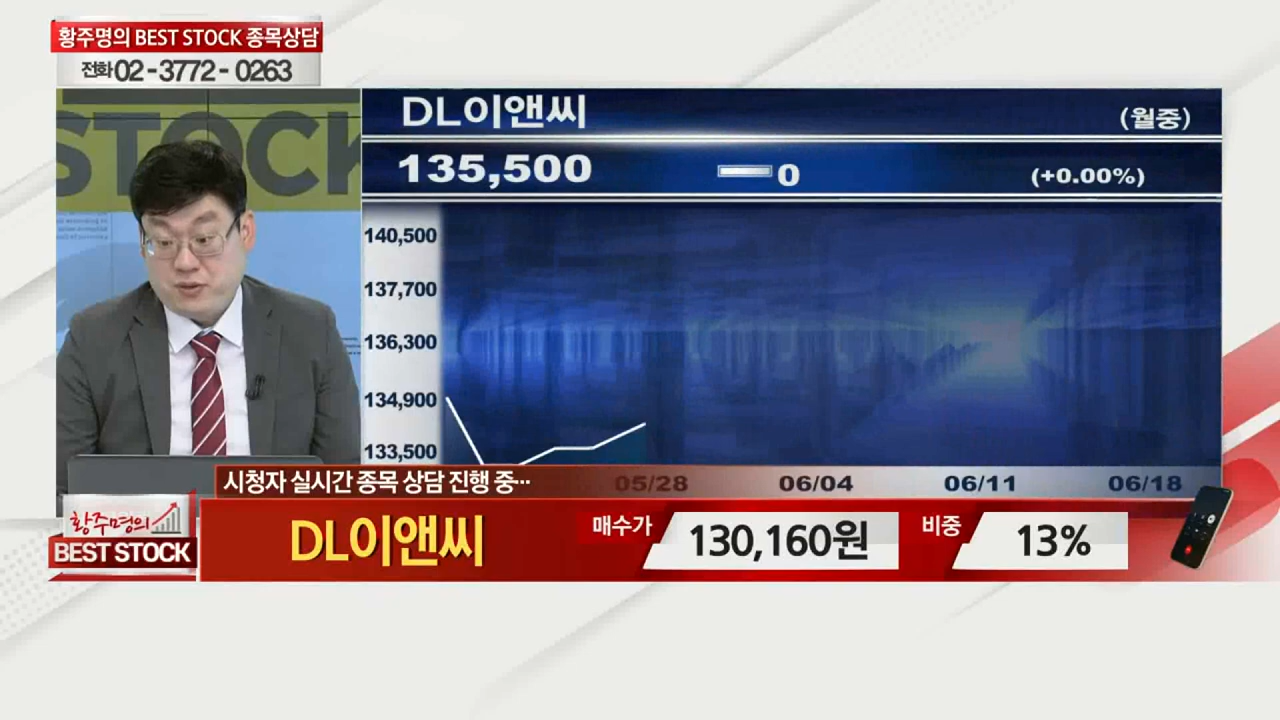 황주명의 BEST STOCK 종목상담
전화 02-3772-0263
STOCK
DL이앤씨 (월중)
135,500 0 (+0.00%)
140,500
137,700
136,300
134,900
133,500
05/28 06/04 06/11 06/18
시청자 실시간 종목 상담 진행 중...
황주명의
BEST STOCK
DL이앤씨 매수가 130,160원 비중 13%